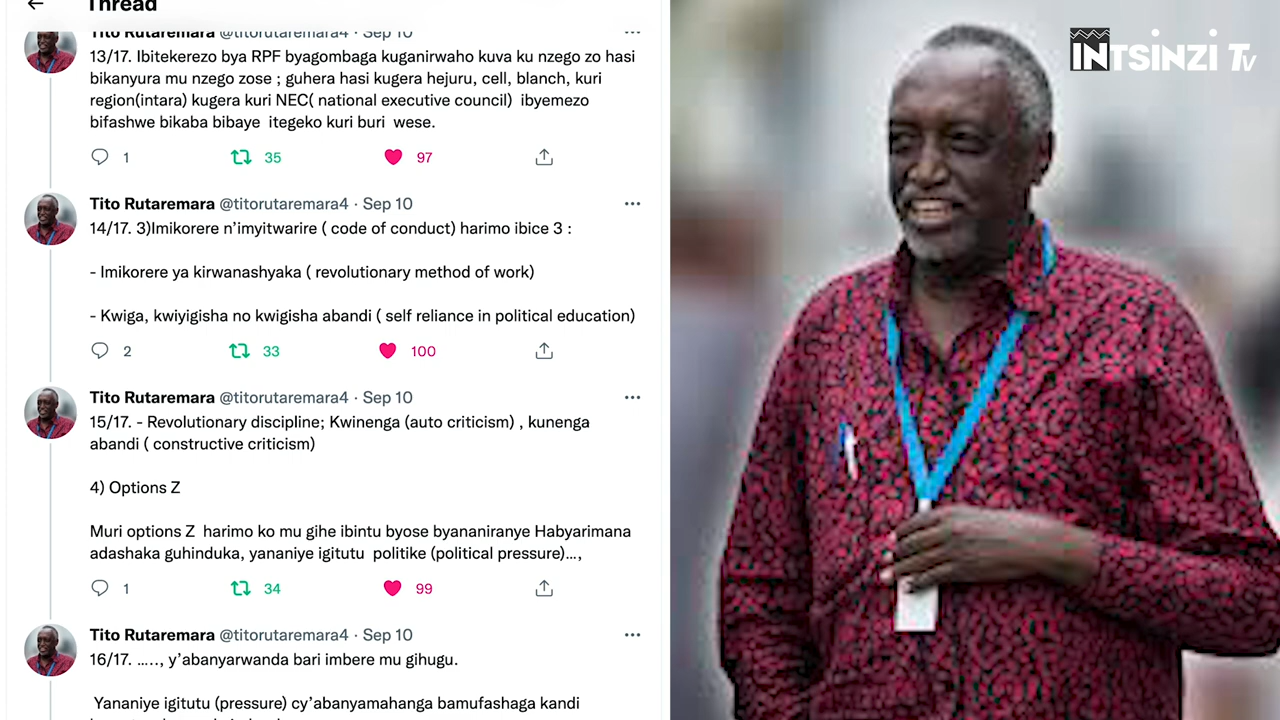 Thread
Tito Rutaremara @titorutaremara4 · Sep 10
13/17. Ibitekerezo bya RPF byagombaga kuganirwaho kuva ku nzego zo hasi
bikanyura mu nzego zose ; guhera hasi kugera hejuru, cell, blanch, kuri
region(intara) kugera kuri NEC( national executive council)  ibyemezo
bifashwe bikaba bibaye  itegeko kuri buri  wese.
1 35 97
Tito Rutaremara @titorutaremara4 · Sep 10
14/17. 3)Imikorere n’imyitwarire ( code of conduct) harimo ibice 3 :
- Imikorere ya kirwanashyaka ( revolutionary method of work)
- Kwiga, kwiyigisha no kwigisha abandi ( self reliance in political education)
2 33 100
Tito Rutaremara @titorutaremara4 · Sep 10
15/17. - Revolutionary discipline; Kwinenga (auto criticism) , kunenga
abandi ( constructive criticism)
4) Options Z
Muri options Z  harimo ko mu gihe ibintu byose byananiranye Habyarimana
adashaka guhinduka, yananiye igitutu  politike (political pressure)...,
1 34 99
Tito Rutaremara @titorutaremara4 · Sep 10
16/17. ....., y’abanyarwanda bari imbere mu gihugu.
Yananiye igitutu (pressure) cy’abanyamahanga bamufashaga kandi
INTSINZI Tv